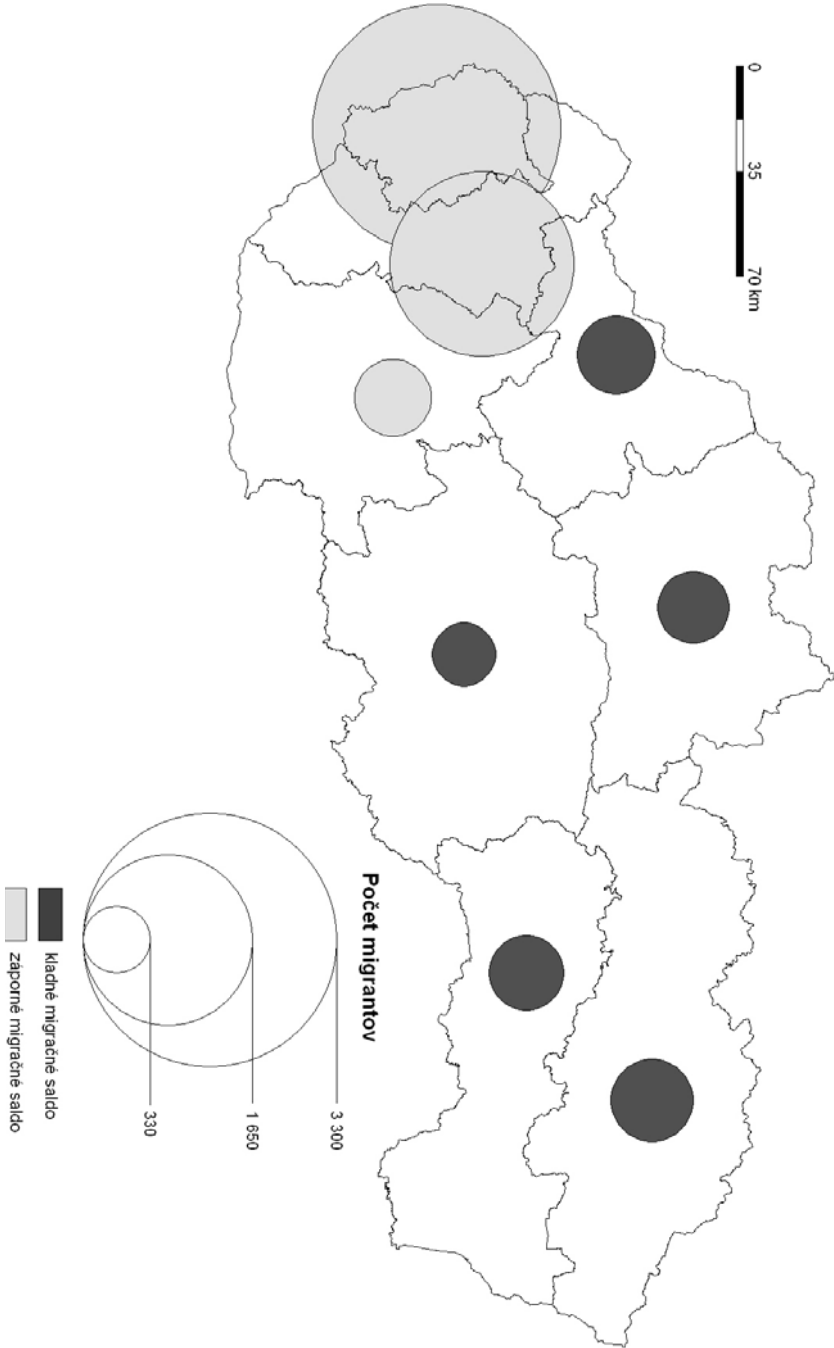 0 35 70 km
Počet migrantov
3 300
1 650
330
kladné migračné saldo
záporné migračné saldo